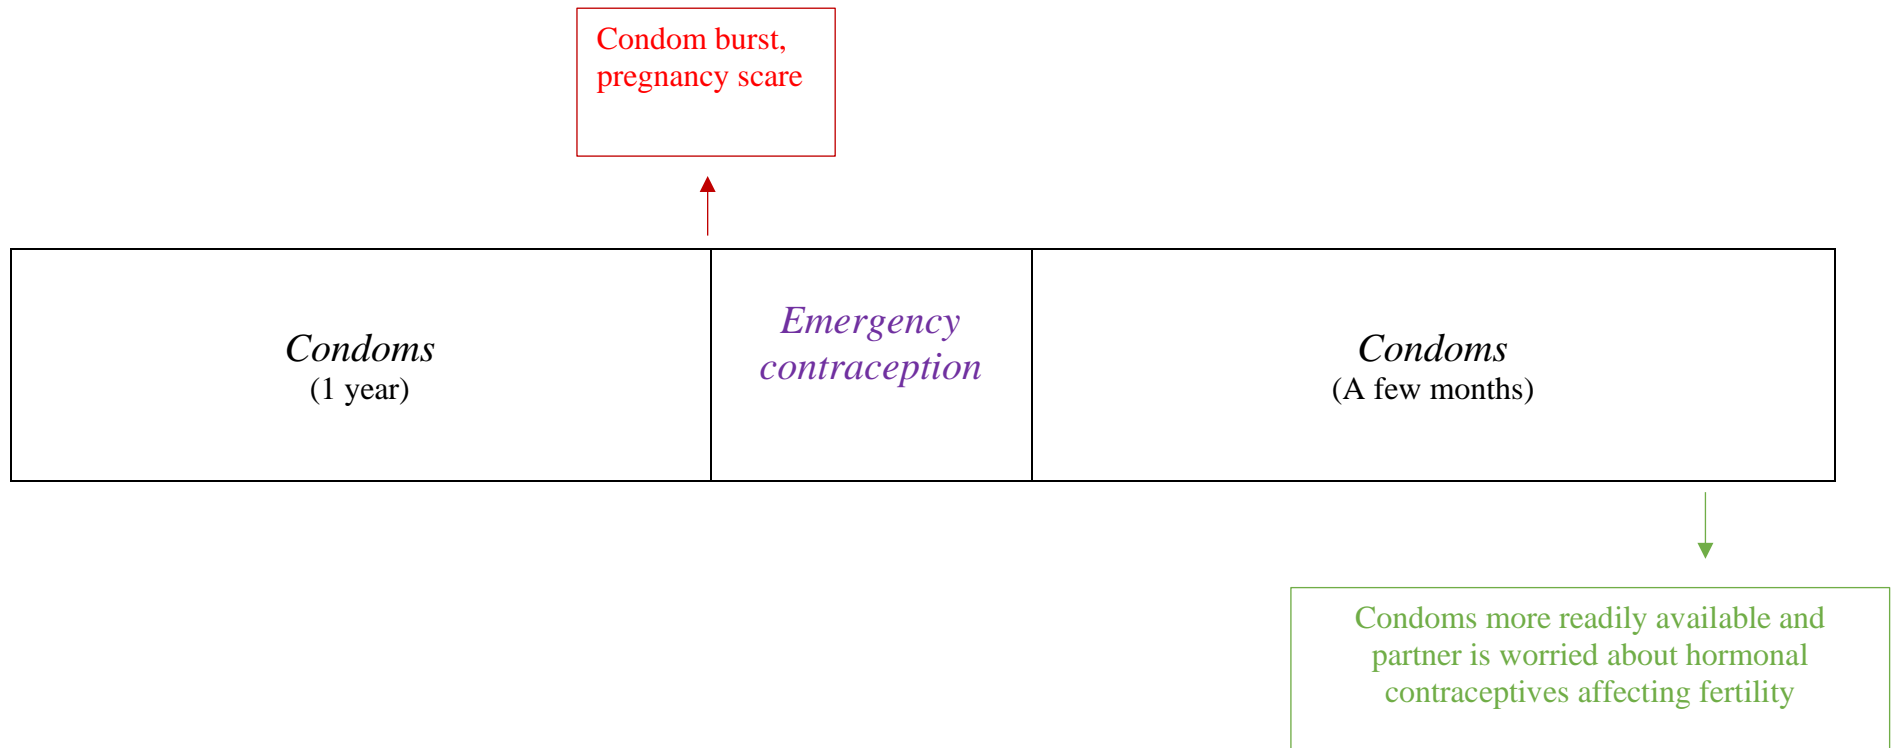 Condom burst,
pregnancy scare
Condoms
(1 year)
Emergency
contraception
Condoms
(A few months)
Condoms more readily available and
partner is worried about hormonal
contraceptives affecting fertility